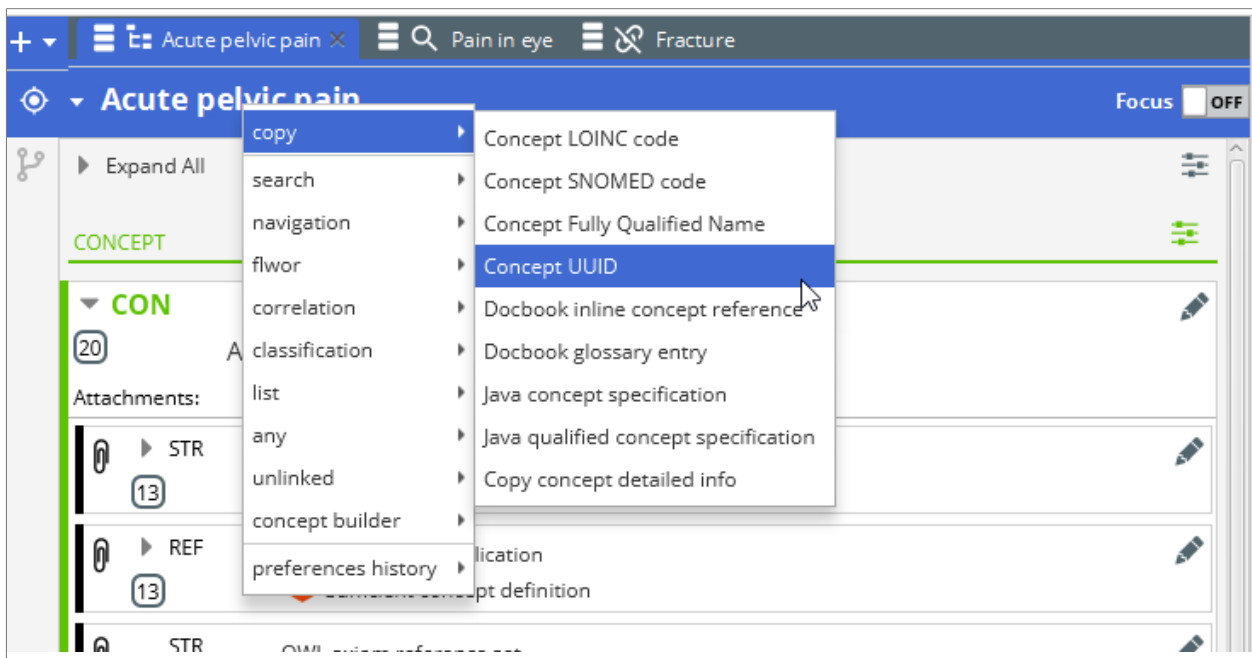 Acute pelvic pain Pain in eye Fracture
Acute pelvic pain Focus OFF
copy
Expand All
search
navigation
CONCEPT
flwor
CON
correlation
20 A classification
Attachments:
list
any
STR
13
unlinked
concept builder
REF
lication
preferences history
13
concept definition
STR
Concept LOINC code
Concept SNOMED code
Concept Fully Qualified Name
Concept UUID
Docbook inline concept reference
Docbook glossary entry
Java concept specification
Java qualified concept specification
Copy concept detailed info
OWL axiom reference set